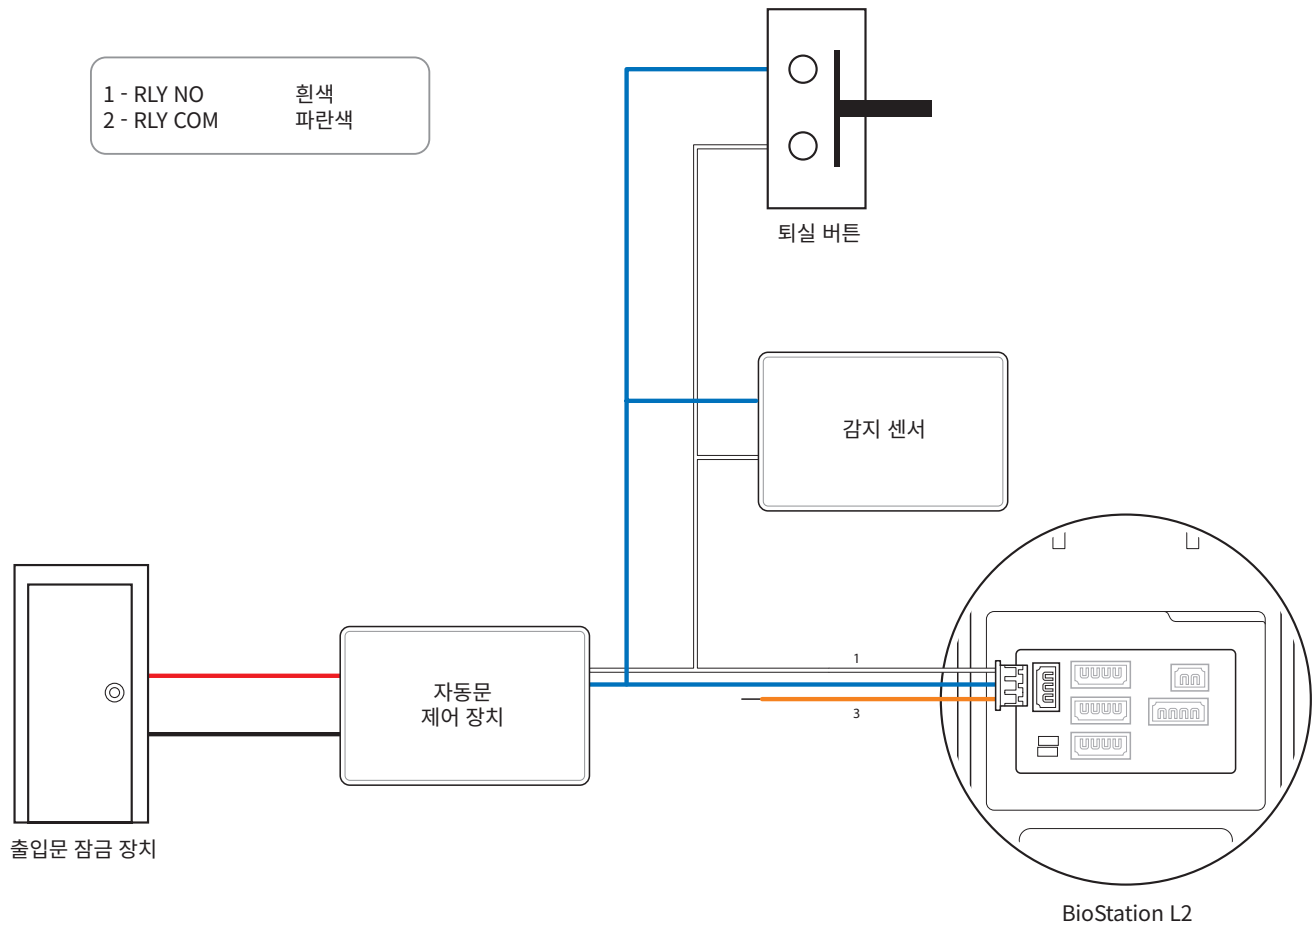 1 - RLY NO 흰색
2 - RLY COM 파란색
퇴실 버튼
감지 센서
1
자동문
제어 장치
3
출입문 잠금 장치
BioStation L2